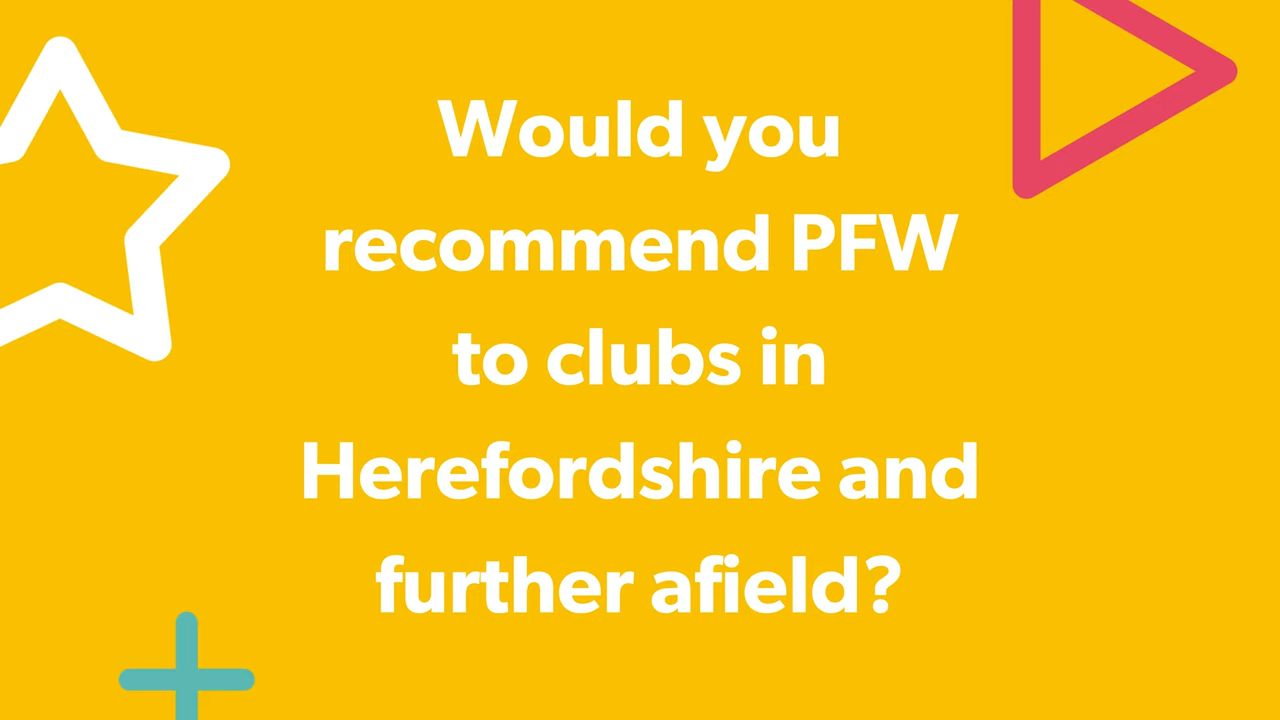 Would you
recommend PFW
to clubs in
Herefordshire and
further afield?